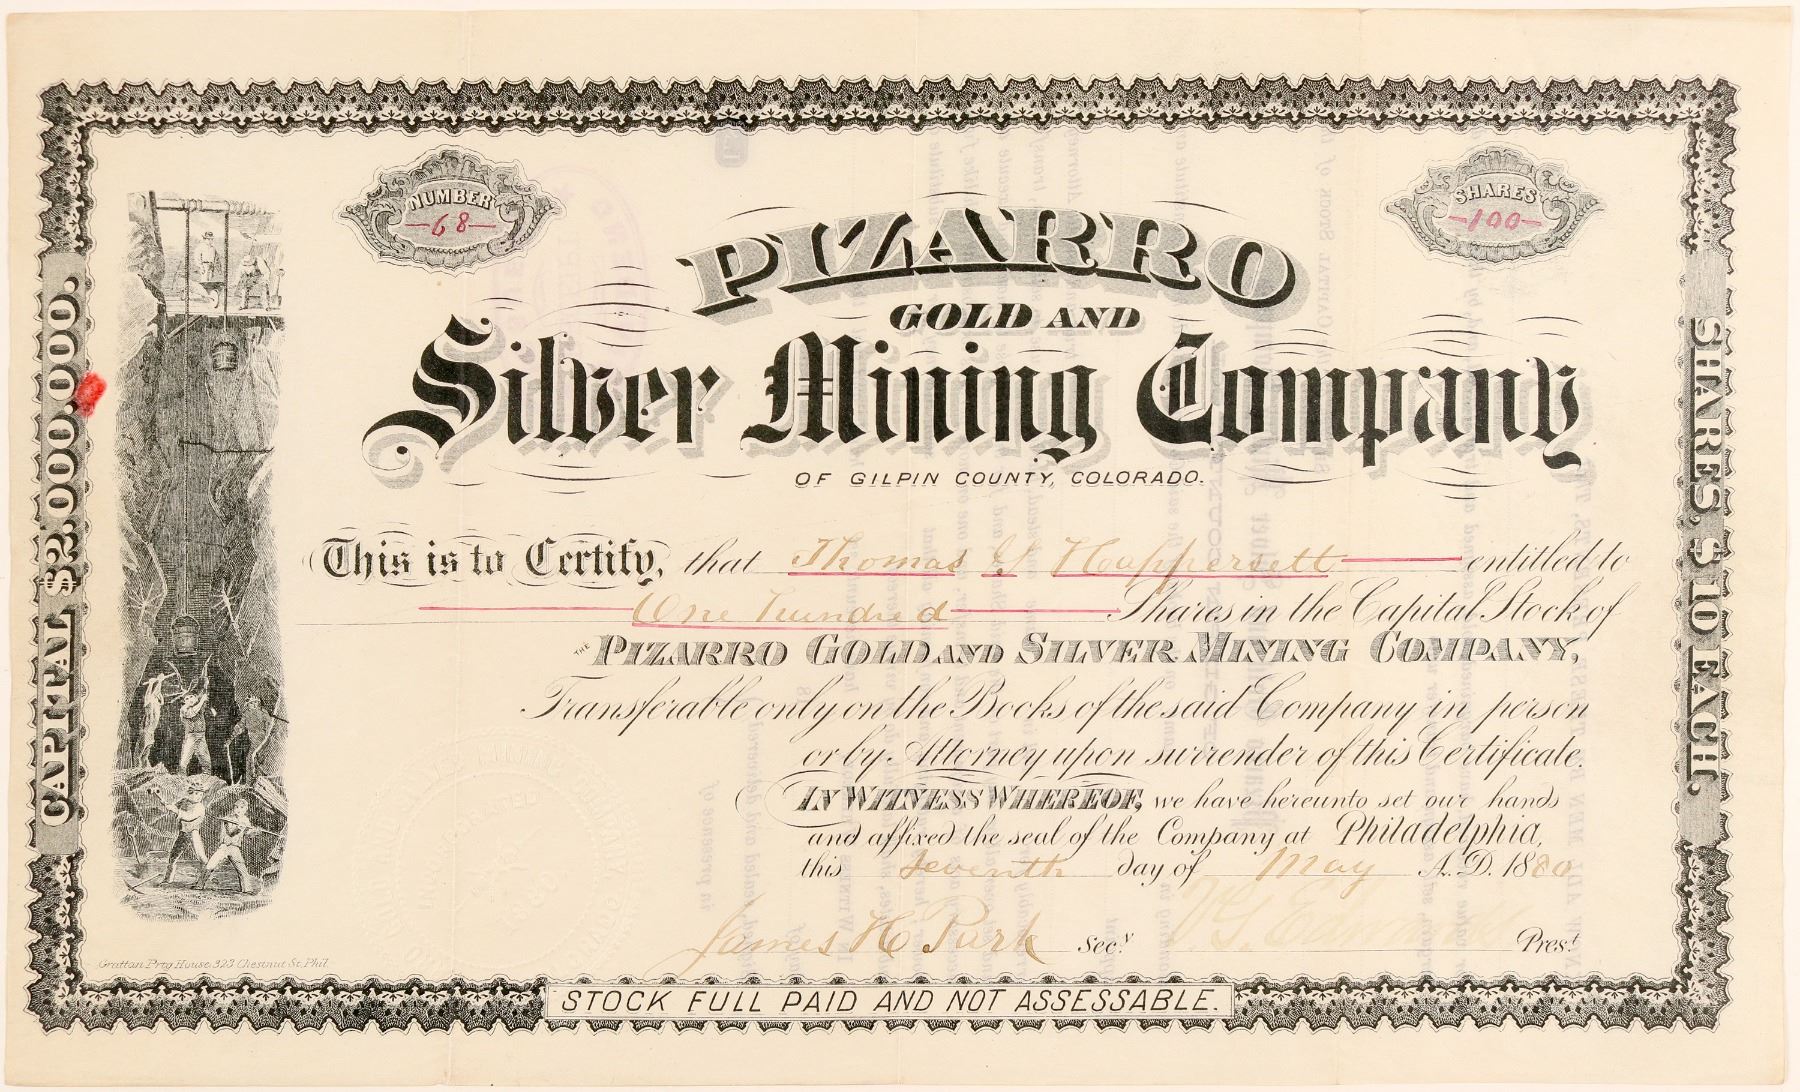 NUMBER
68
SHARES
100
PIZARRO
GOLD AND
Silver Mining Company
OF GILPIN COUNTY, COLORADO.
This is to Certify, that Thomas Happersett entitled to
One hundred Shares in the Capital Stock of
THE PIZARRO GOLD AND SILVER MINING COMPANY,
Transferable only on the Books of the said Company in person
or by Attorney upon surrender of this Certificate.
IN WITNESS WHEREOF, we have hereunto set our hands
and affixed the seal of the Company at Philadelphia,
this seventh day of May A.D. 1880
James H Park Secy.
Edwards Prest.
Grattan Prtg House 323 Chestnut St. Phil
STOCK FULL PAID AND NOT ASSESSABLE.
CAPITAL $2.000.000.
SHARES, $10 EACH.